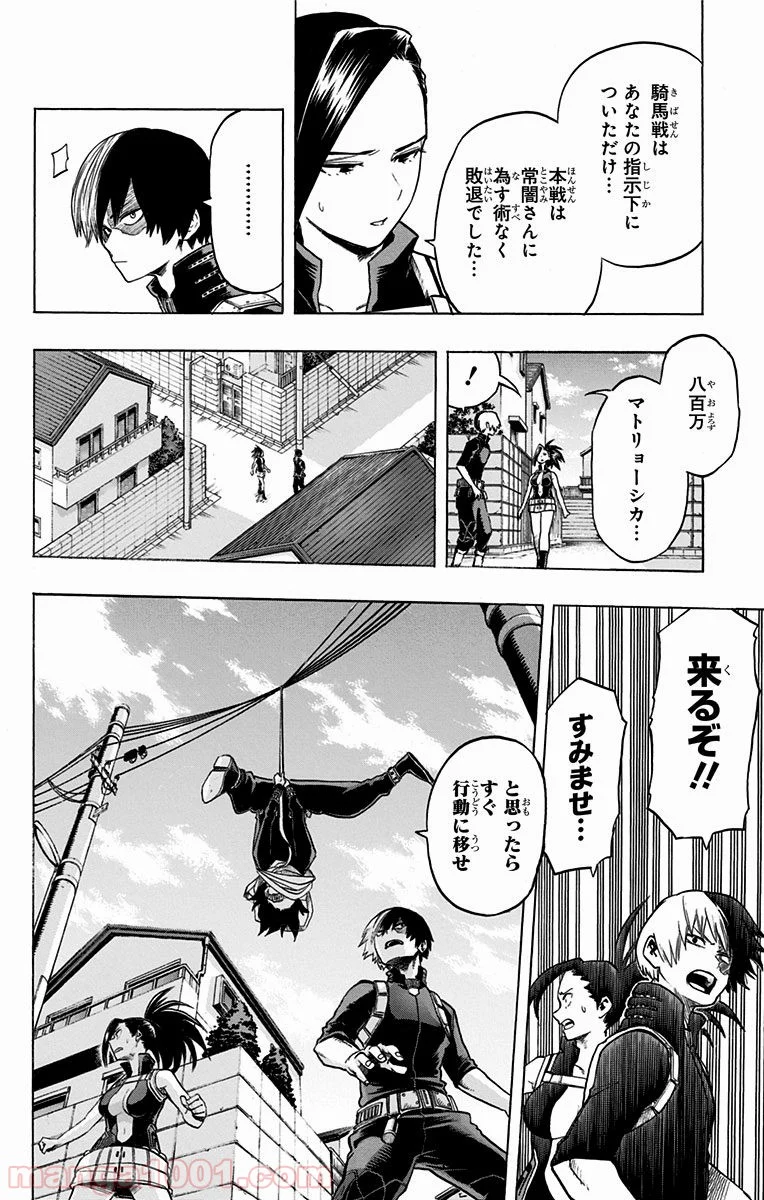 騎馬戦は
あなたの指示下に
ついただけ…
本戦は
常闇さんに
為す術なく
敗退でした…
…………
八百万
マトリョーシカ…
!
来るぞ!!
すみませ…
と思ったら
すぐ
行動に移せ
manga1001.com